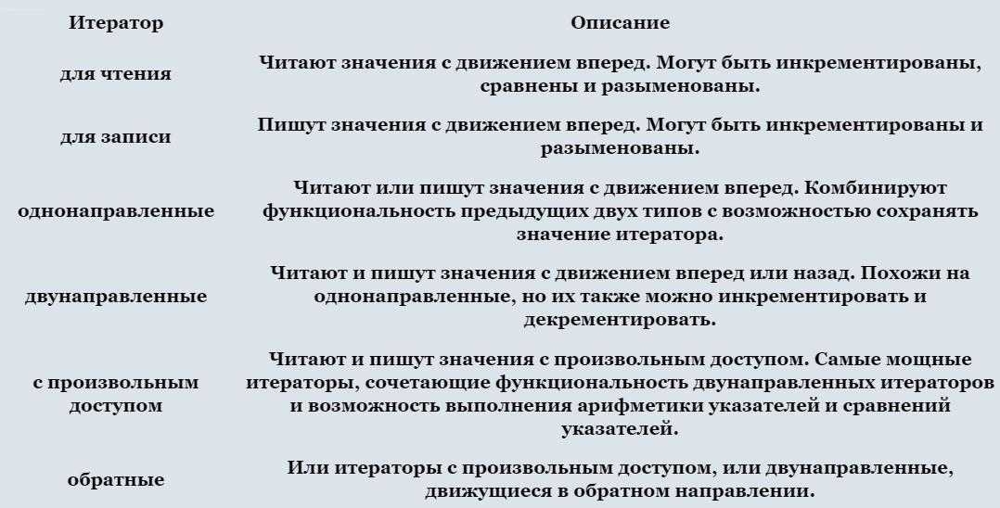 Итератор Описание
для чтения
Читают значения с движением вперед. Могут быть инкрементированы,
сравнены и разыменованы.
для записи
Пишут значения с движением вперед. Могут быть инкрементированы и
разыменованы.
однонаправленные
Читают или пишут значения с движением вперед. Комбинируют
функциональность предыдущих двух типов с возможностью сохранять
значение итератора.
двунаправленные
Читают и пишут значения с движением вперед или назад. Похожи на
однонаправленные, но их также можно инкрементировать и
декрементировать.
с произвольным
доступом
Читают и пишут значения с произвольным доступом. Самые мощные
итераторы, сочетающие функциональность двунаправленных итераторов
и возможность выполнения арифметики указателей и сравнений
указателей.
обратные
Или итераторы с произвольным доступом, или двунаправленные,
движущиеся в обратном направлении.